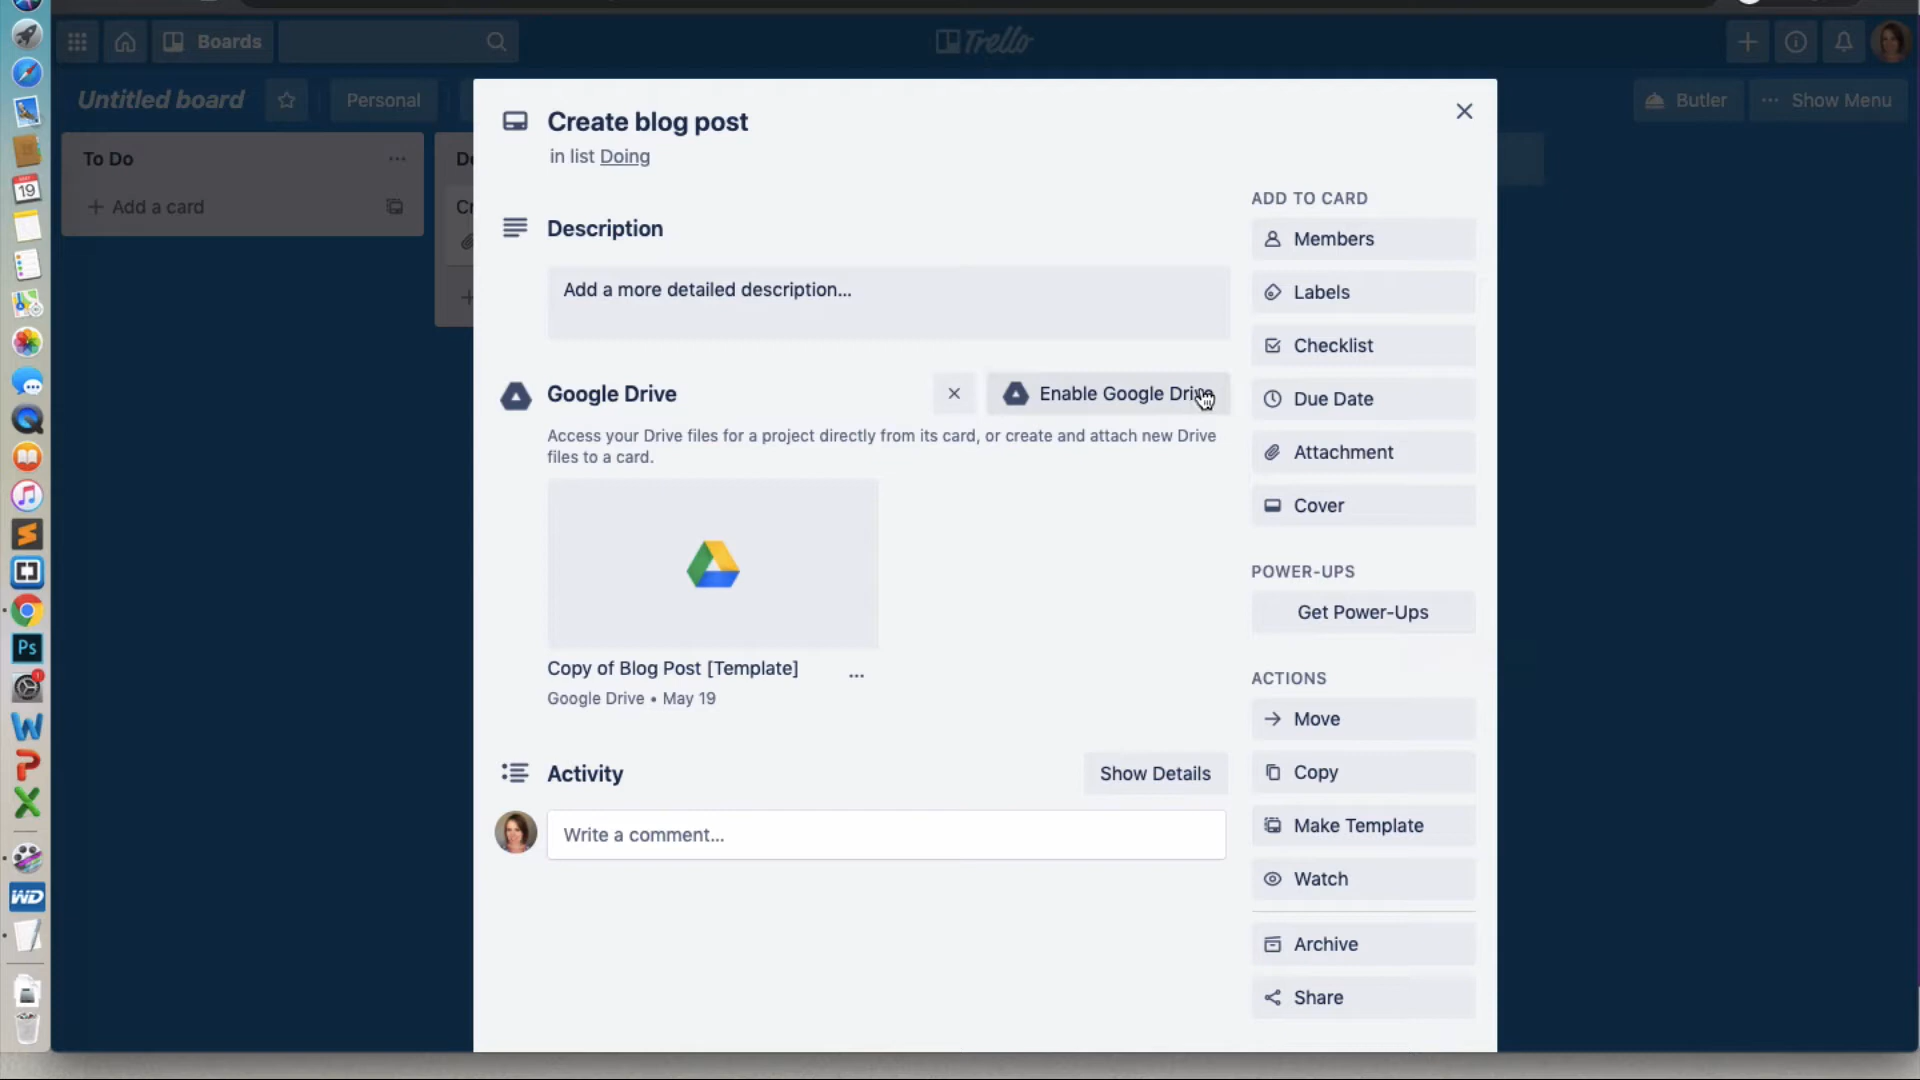 Boards
Trello
Untitled board
Personal
Butler
Show Menu
To Do
Add a card
Create blog post
in list Doing
Description
Add a more detailed description...
Google Drive
Enable Google Drive
Access your Drive files for a project directly from its card, or create and attach new Drive
files to a card.
Copy of Blog Post [Template]
Google Drive • May 19
Activity
Show Details
Write a comment...
ADD TO CARD
Members
Labels
Checklist
Due Date
Attachment
Cover
POWER-UPS
Get Power-Ups
ACTIONS
Move
Copy
Make Template
Watch
Archive
Share
19
Ps
1
WD